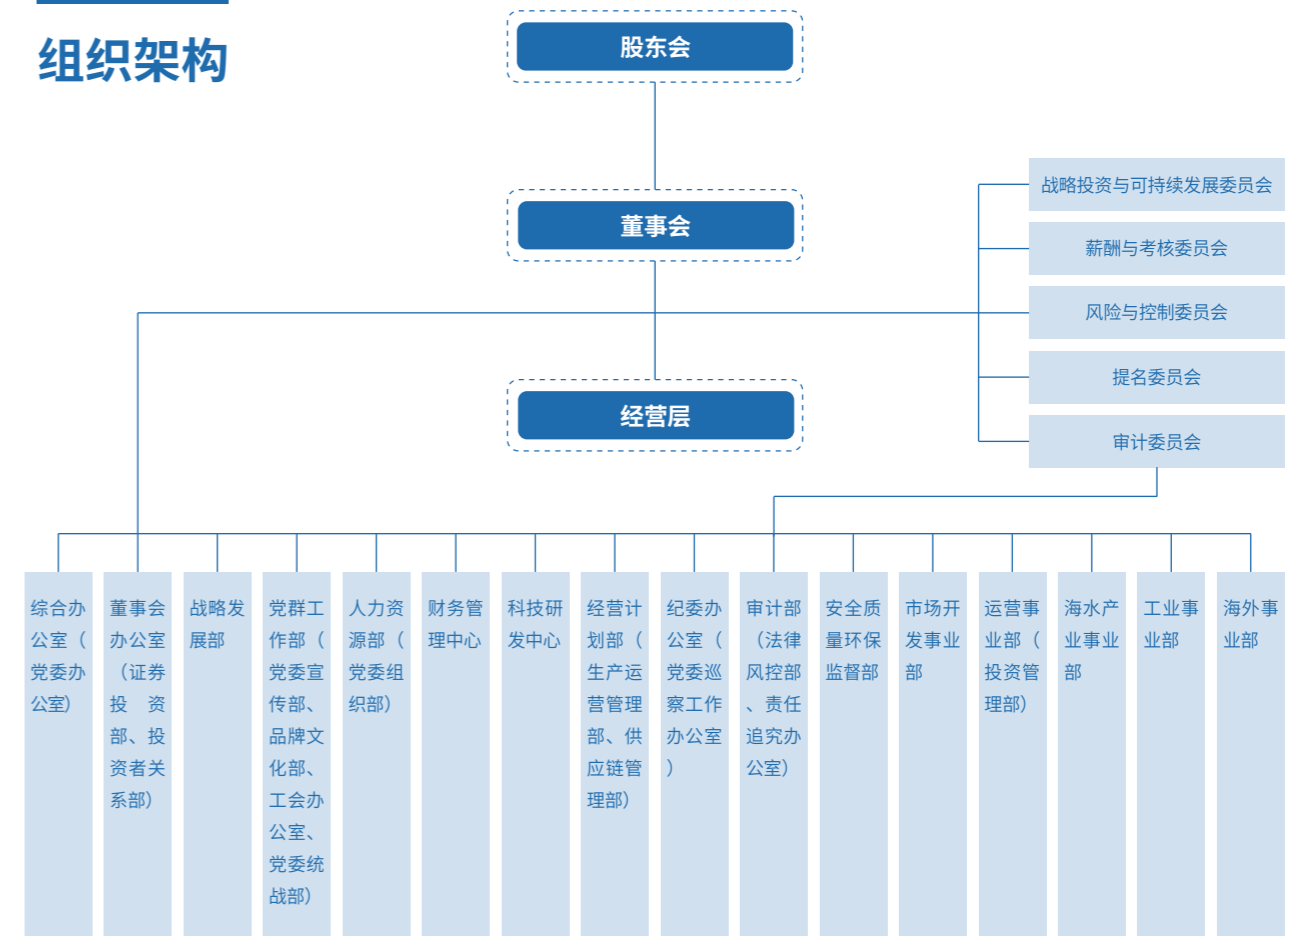 组织架构
股东会
董事会
经营层
战略投资与可持续发展委员会
薪酬与考核委员会
风险与控制委员会
提名委员会
审计委员会
综合办
公室（
党委办
公室）
董事会
办公室
（证券
投 资
部、投
资者关
系部）
战略发
展部
党群工
作部（
党委宣
传部、
品牌文
化部、
工会办
公室、
党委统
战部）
人力资
源部（
党委组
织部）
财务管
理中心
科技研
发中心
经营计
划部（
生产运
营管理
部、供
应链管
理部）
纪委办
公室（
党委巡
察工作
办公室
）
审计部
（法律
风控部
、责任
追究办
公室）
安全质
量环保
监督部
市场开
发事业
部
运营事
业部（
投资管
理部）
海水产
业事业
部
工业事
业部
海外事
业部